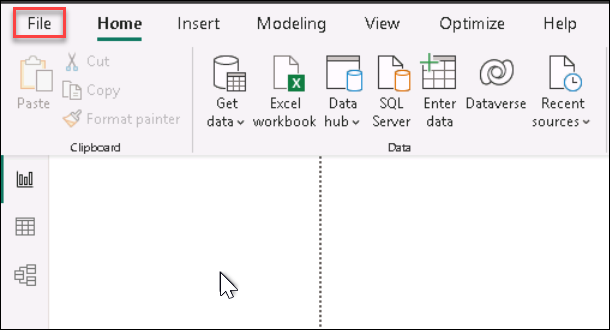 File Home Insert Modeling View Optimize Help
Paste
Cut
Copy
Format painter
Clipboard
Get data
Excel workbook
Data hub
SQL Server
Enter data
Dataverse
Recent sources
Data